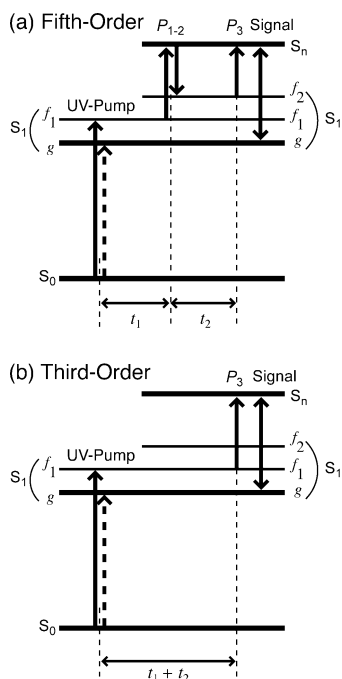 (a) Fifth-Order
P1-2 P3 Signal
Sn
f2
UV-Pump
S1 f1 f1 S1
g g
S0
t1 t2
(b) Third-Order
P3 Signal
Sn
f2
UV-Pump
S1 f1 f1 S1
g g
S0
t1 + t2